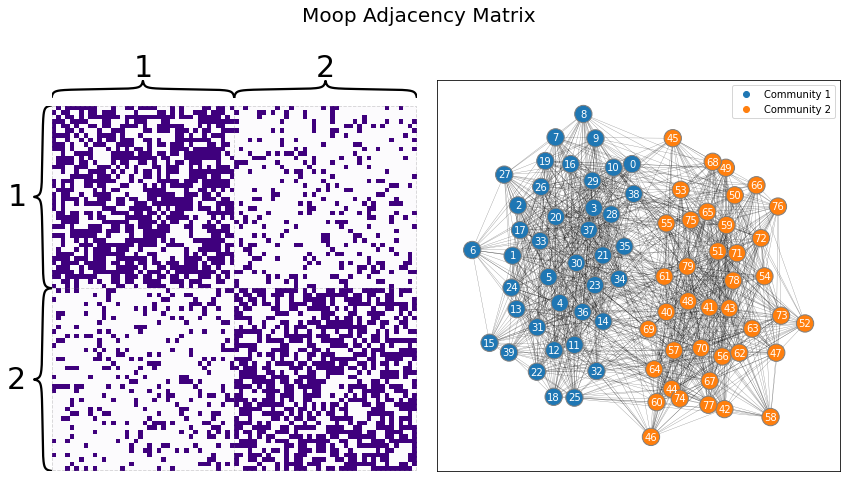 Moop Adjacency Matrix
1 2
1
2
Community 1
Community 2
8
7 9 45
19 16 10 0 68 49
27 26 29 38 53 50 66
2 20 3 28 55 75 65 59 76
17 33 37 72
6 1 30 21 35 79 51 71
5 23 34 61 78 54
24 4 48
13 36 14 40 41 43 73
31 69 63 52
15 39 12 11 57 70 56 62 47
22 32 64 67
18 25 60 44 74 77 42 58
46